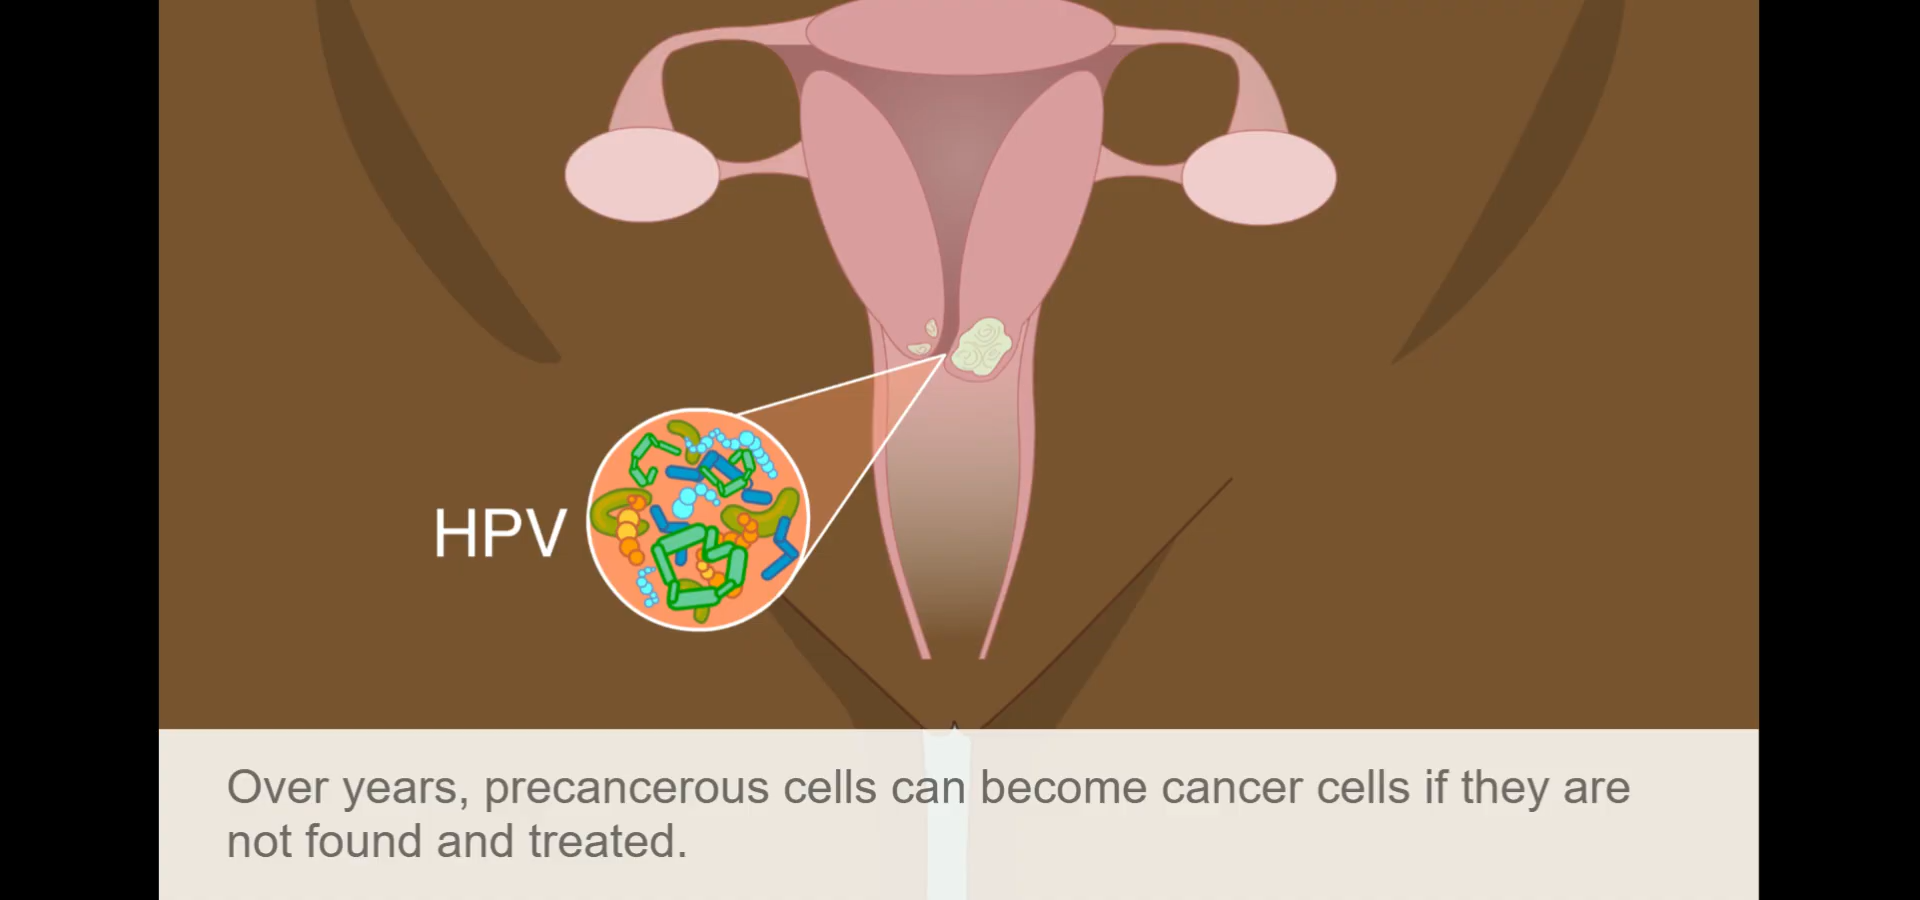 HPV
Over years, precancerous cells can become cancer cells if they are
not found and treated.